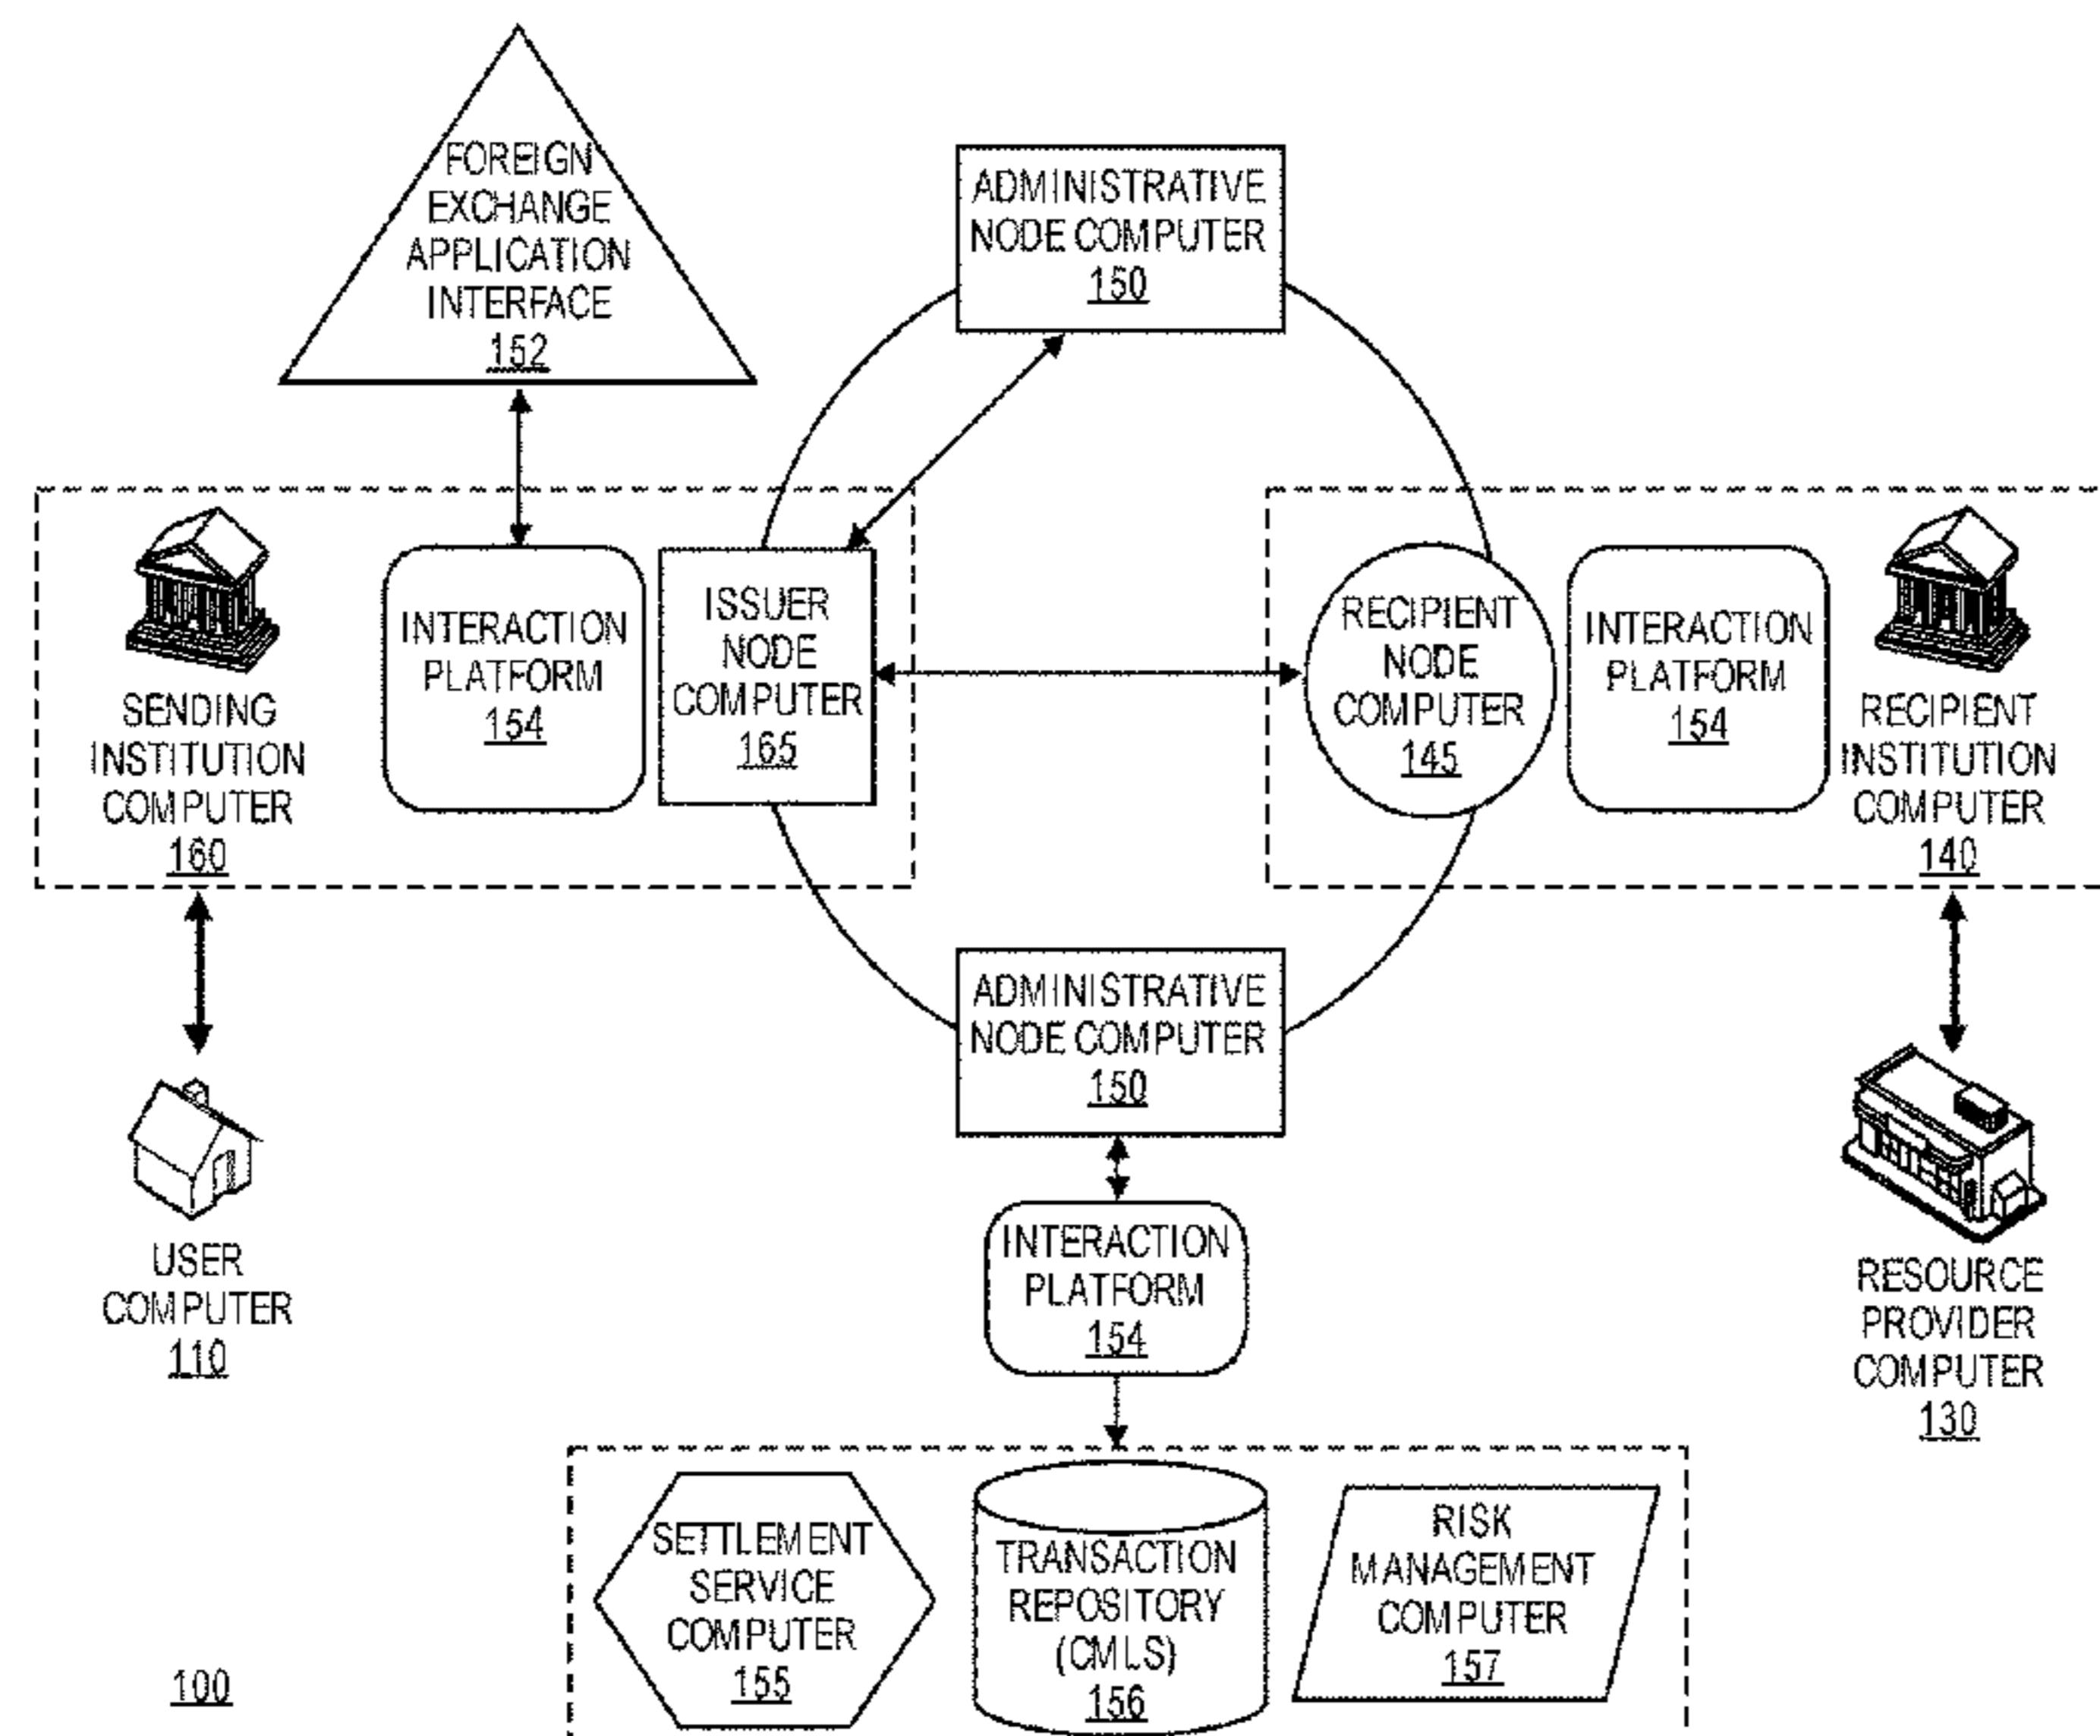 FOREIGN
EXCHANGE
APPLICATION
INTERFACE
152
ADMINISTRATIVE
NODE COMPUTER
150
SENDING
INSTITUTION
COMPUTER
160
INTERACTION
PLATFORM
154
ISSUER
NODE
COMPUTER
165
RECIPIENT
NODE
COMPUTER
145
INTERACTION
PLATFORM
154
RECIPIENT
INSTITUTION
COMPUTER
140
ADMINISTRATIVE
NODE COMPUTER
150
USER
COMPUTER
110
INTERACTION
PLATFORM
154
RESOURCE
PROVIDER
COMPUTER
130
SETTLEMENT
SERVICE
COMPUTER
155
TRANSACTION
REPOSITORY
(CMLS)
156
RISK
MANAGEMENT
COMPUTER
157
100